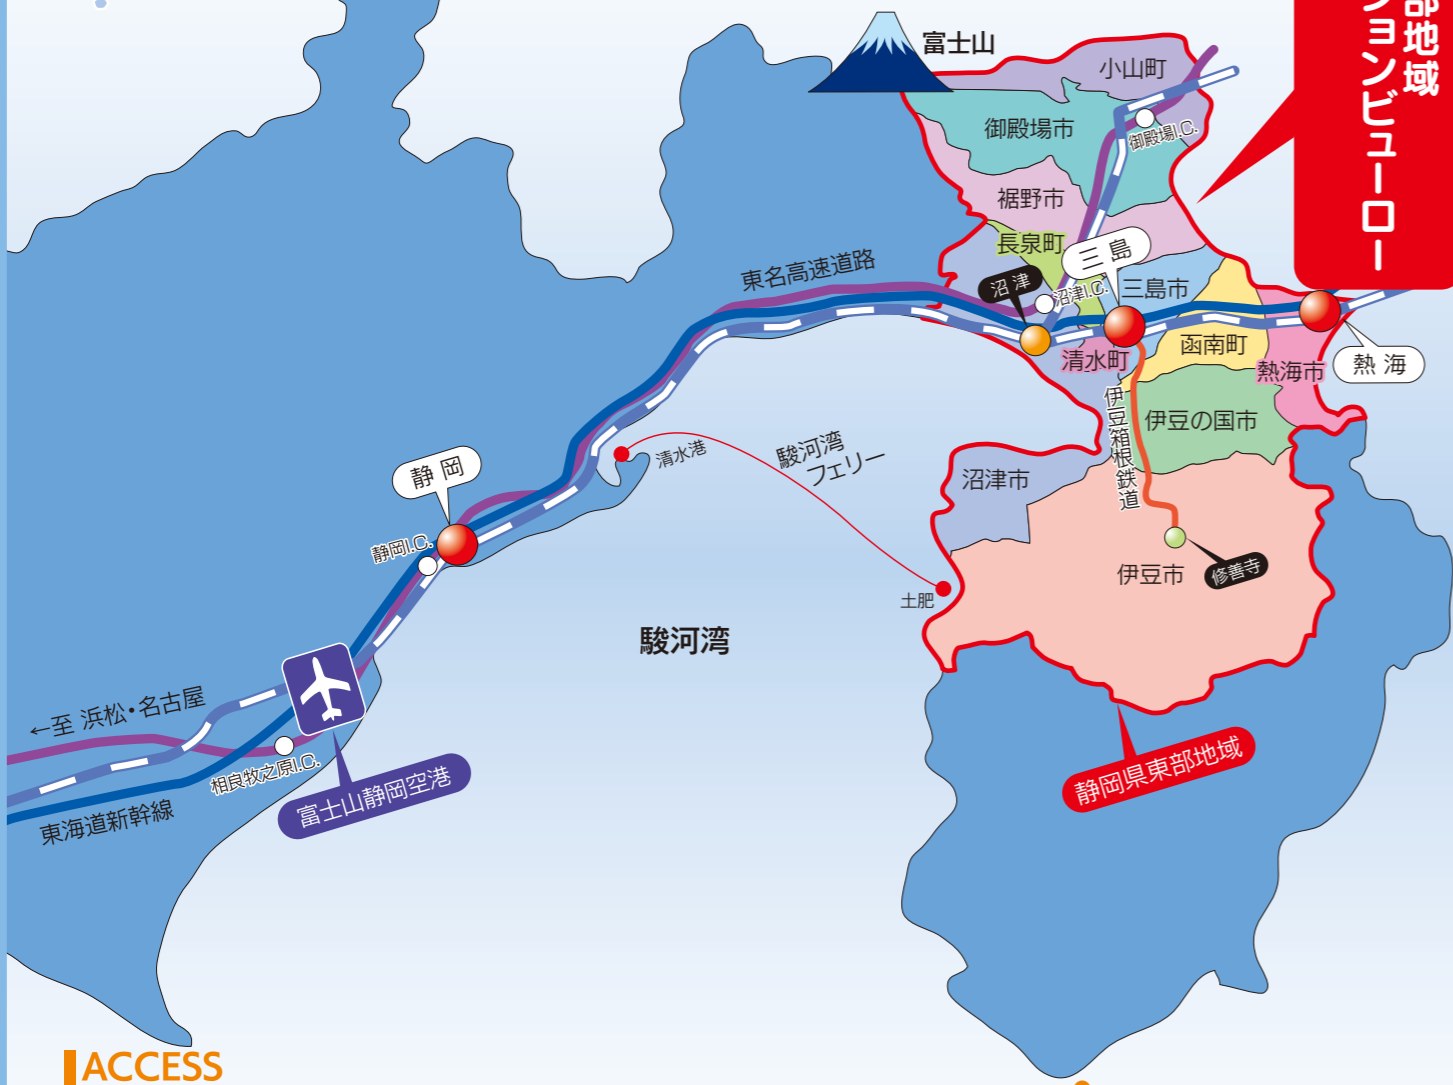 部地域
ションビューロー
富士山
小山町
御殿場市
御殿場I.C.
裾野市
長泉町
三島
東名高速道路
沼津
沼津I.C.
三島市
清水町
函南町
熱海市
熱海
伊豆箱根鉄道
伊豆の国市
静岡
清水港
駿河湾
フェリー
沼津市
静岡I.C.
伊豆市
修善寺
土肥
駿河湾
←至 浜松・名古屋
相良牧之原I.C.
富士山静岡空港
静岡県東部地域
東海道新幹線
ACCESS